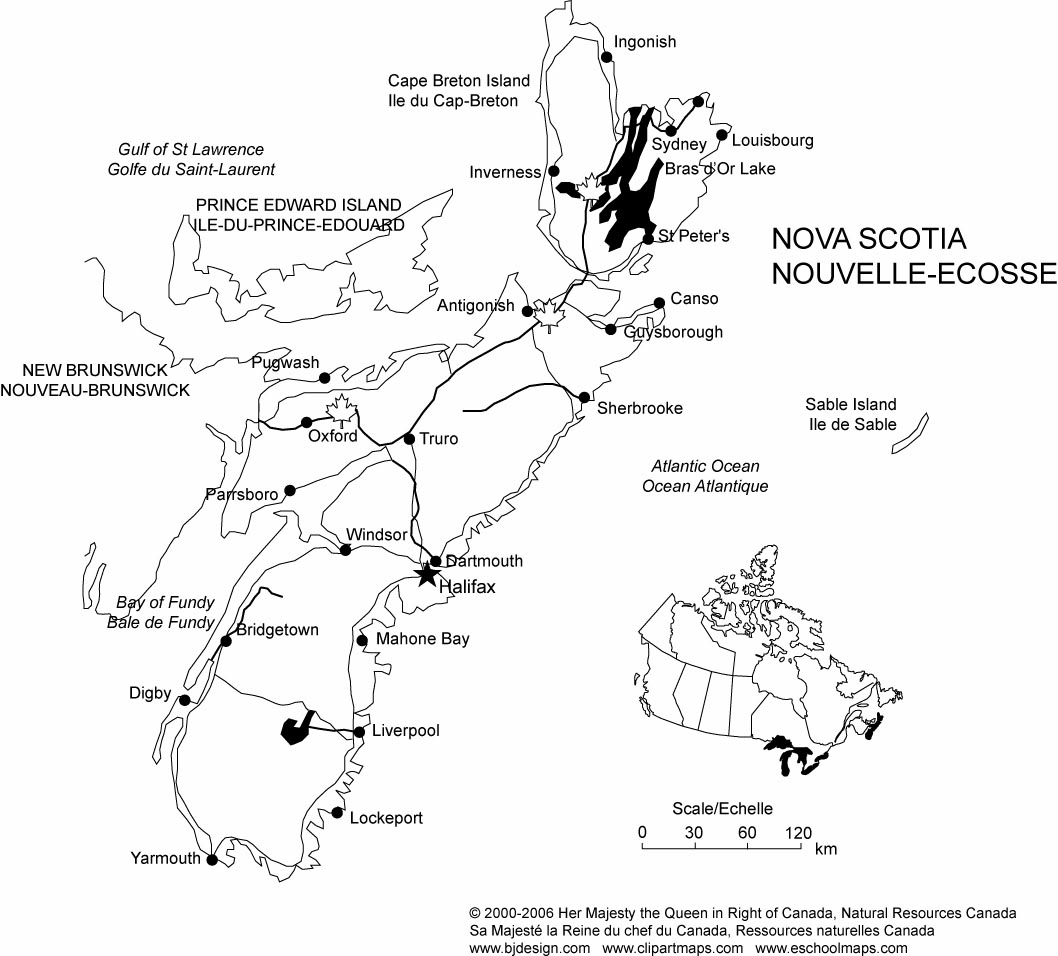 Ingonish
Cape Breton Island
Ile du Cap-Breton
Sydney
Louisbourg
Gulf of St Lawrence
Golfe du Saint-Laurent
Inverness
Bras d'Or Lake
PRINCE EDWARD ISLAND
ILE-DU-PRINCE-EDOUARD
St Peter's
NOVA SCOTIA
NOUVELLE-ECOSSE
Antigonish
Canso
Guysborough
Pugwash
NEW BRUNSWICK
NOUVEAU-BRUNSWICK
Sherbrooke
Sable Island
Ile de Sable
Oxford
Truro
Atlantic Ocean
Ocean Atlantique
Parrsboro
Windsor
Dartmouth
Halifax
Bay of Fundy
Bale de Fundy
Bridgetown
Mahone Bay
Digby
Liverpool
Lockeport
Yarmouth
Scale/Echelle
0 30 60 120
km
© 2000-2006 Her Majesty the Queen in Right of Canada, Natural Resources Canada
Sa Majesté la Reine du chef du Canada, Ressources naturelles Canada
www.bjdesign.com www.clipartmaps.com www.eschoolmaps.com